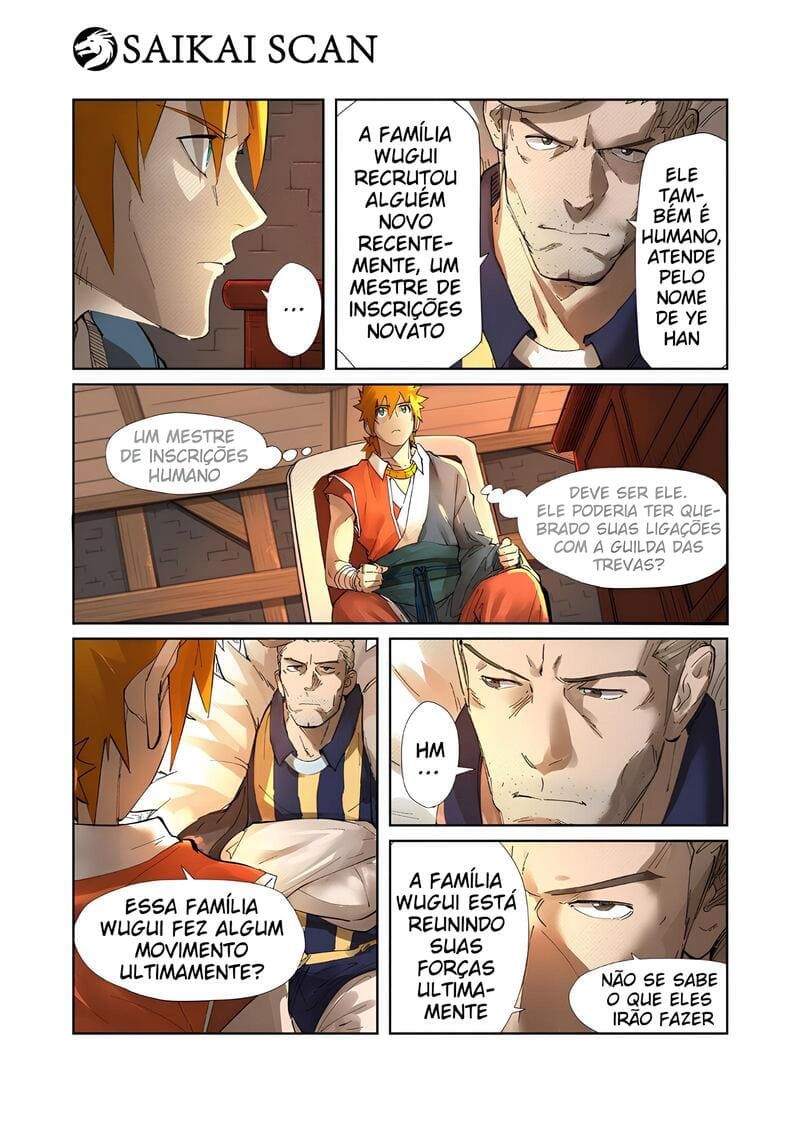 SAIKAI SCAN
...
A FAMÍLIA
WUGUI
RECRUTOU
ALGUÉM
NOVO
RECENTE-
MENTE, UM
MESTRE DE
INSCRIÇÕES
NOVATO
ELE
TAM-
BÉM É
HUMANO,
ATENDE
PELO
NOME
DE YE
HAN
UM MESTRE
DE INSCRIÇÕES
HUMANO
DEVE SER ELE.
ELE PODERIA TER QUE-
BRADO SUAS LIGAÇÕES
COM A GUILDA DAS
TREVAS?
ESSA FAMÍLIA
WUGUI FEZ ALGUM
MOVIMENTO
ULTIMAMENTE?
HM
...
A FAMÍLIA
WUGUI ESTÁ
REUNINDO
SUAS
FORÇAS
ULTIMA-
MENTE
NÃO SE SABE
O QUE ELES
IRÃO FAZER